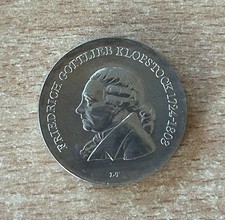 FRIEDRICH GOTTLIEB KLOPSTOCK 1724-1803